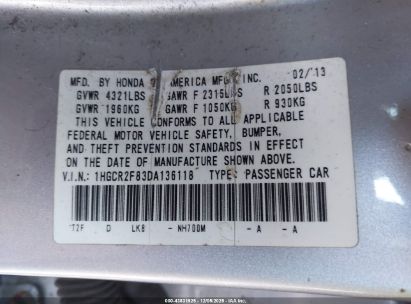 MFD. BY HONDA OF AMERICA MFG., INC. 02/13
GVWR 4321LBS GAWR F 2315LBS R 2050LBS
GVWR 1960KG GAWR F 1050KG R 930KG
THIS VEHICLE CONFORMS TO ALL APPLICABLE
FEDERAL MOTOR VEHICLE SAFETY, BUMPER,
AND THEFT PREVENTION STANDARDS IN EFFECT
ON THE DATE OF MANUFACTURE SHOWN ABOVE.
V.I.N.: 1HGCR2F83DA136118 TYPE: PASSENGER CAR
T2F D LK8 - NH700M - A - A